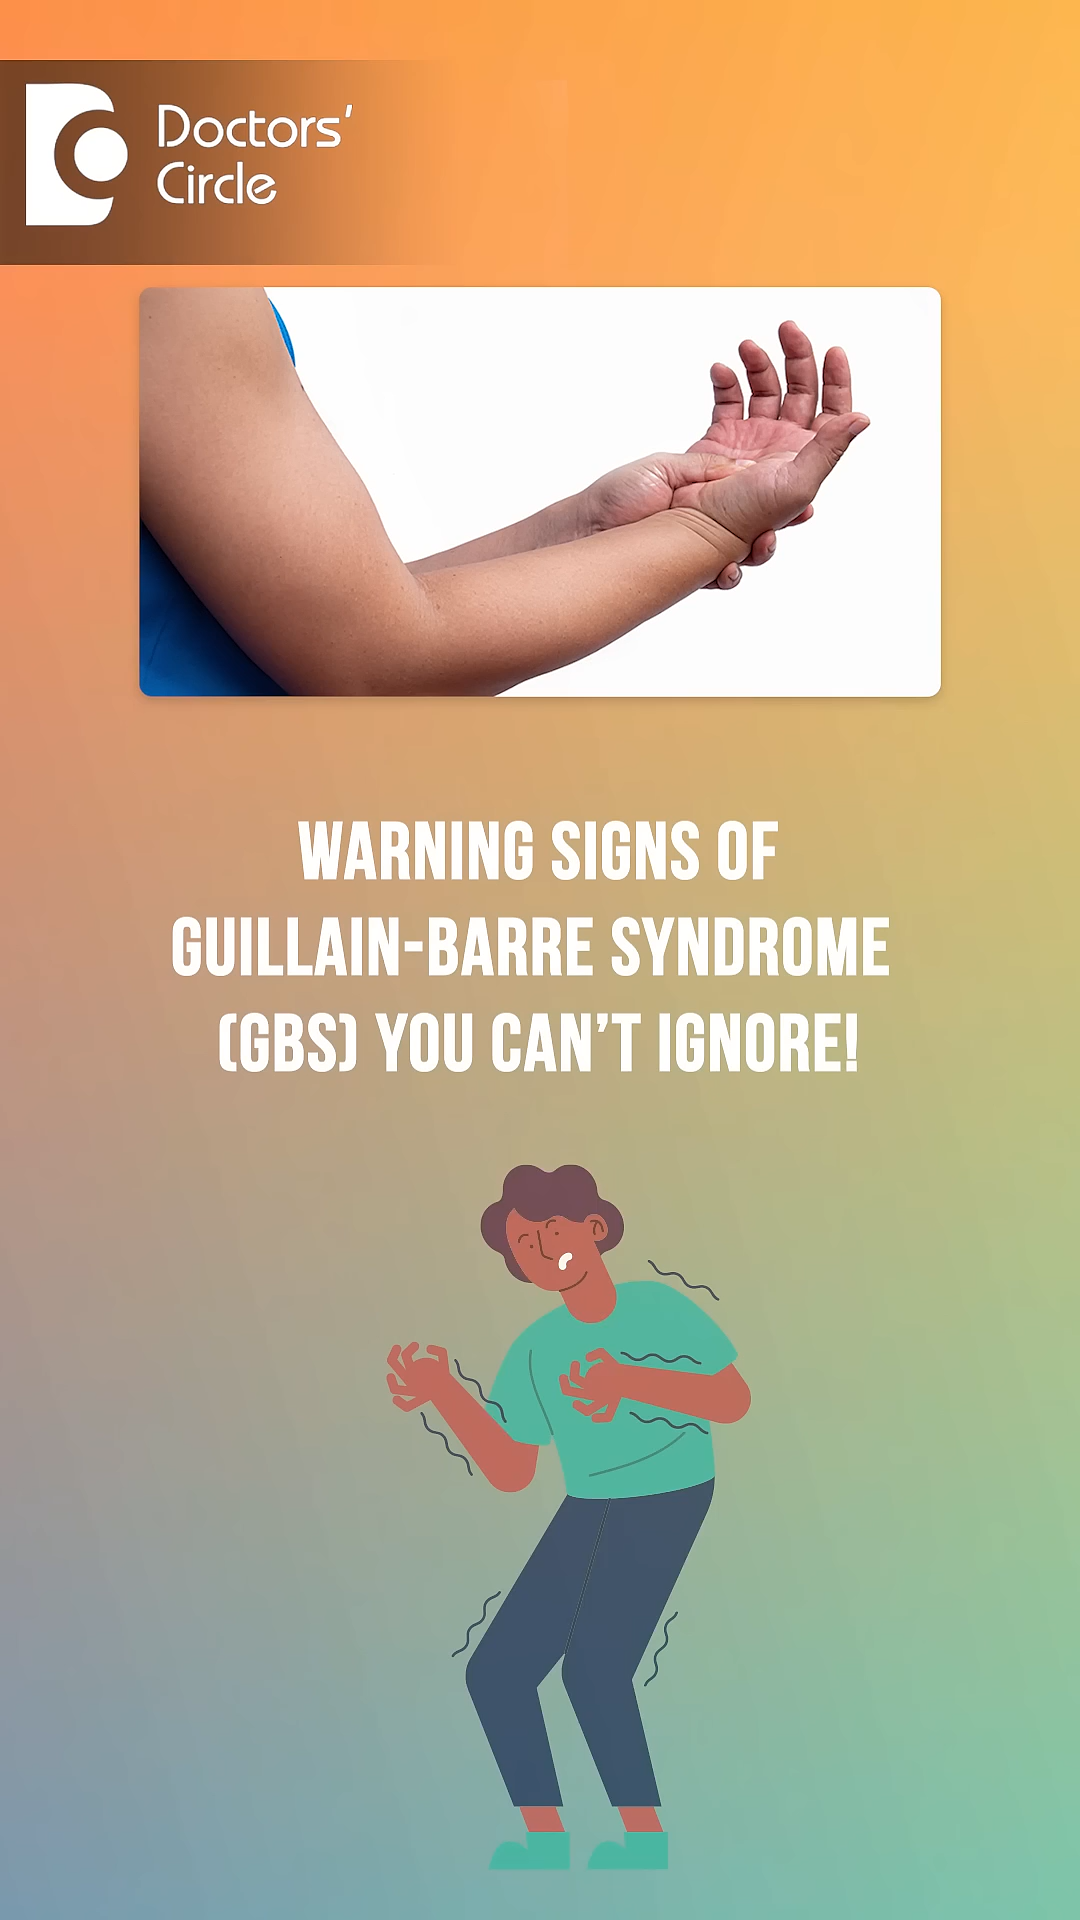 Doctors’
Circle
WARNING SIGNS OF
GUILLAIN-BARRE SYNDROME
(GBS) YOU CAN’T IGNORE!